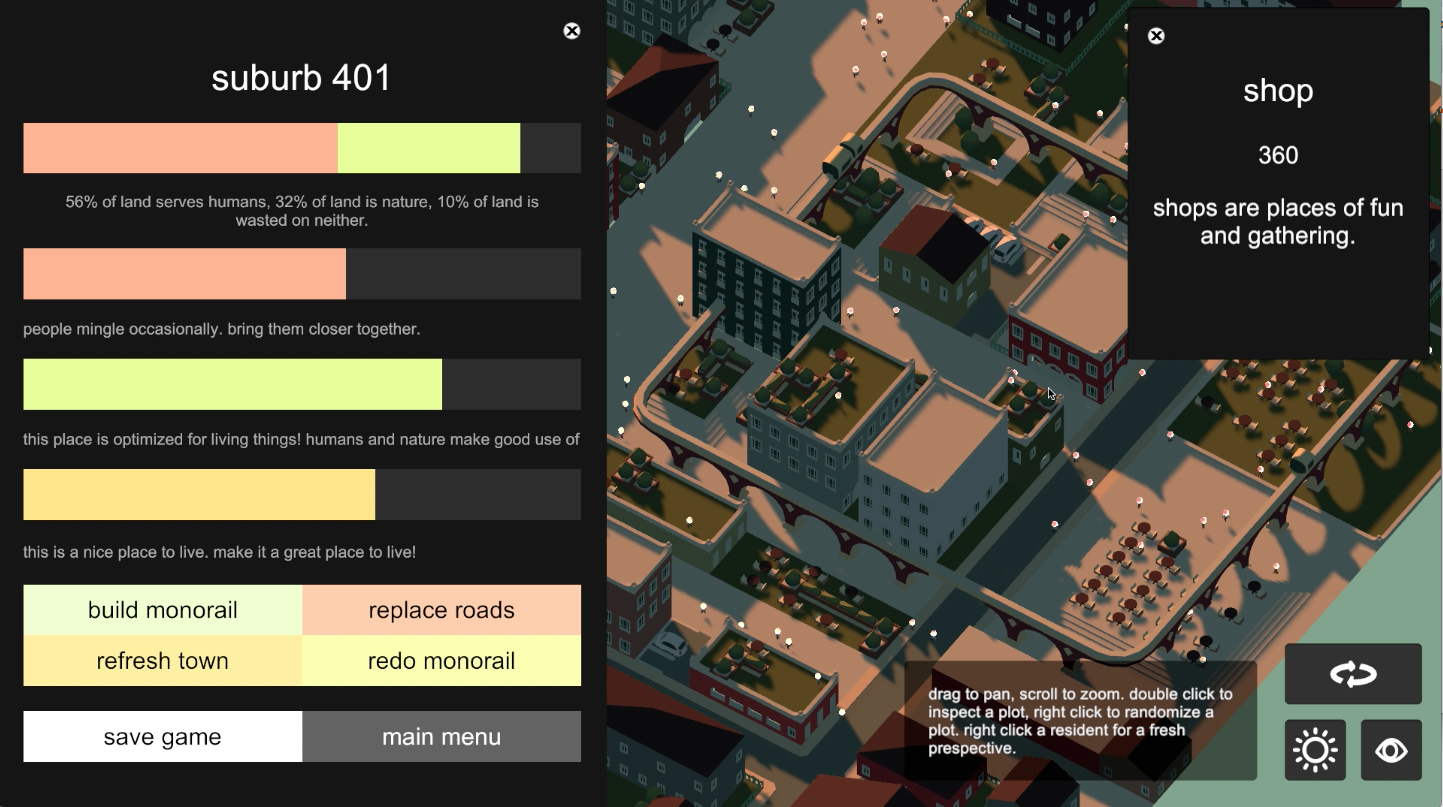 suburb 401
56% of land serves humans, 32% of land is nature, 10% of land is
wasted on neither.
people mingle occasionally. bring them closer together.
this place is optimized for living things! humans and nature make good use of
this is a nice place to live. make it a great place to live!
build monorail
replace roads
refresh town
redo monorail
save game
main menu
shop
360
shops are places of fun
and gathering.
drag to pan, scroll to zoom. double click to
inspect a plot, right click to randomize a
plot. right click a resident for a fresh
prespective.